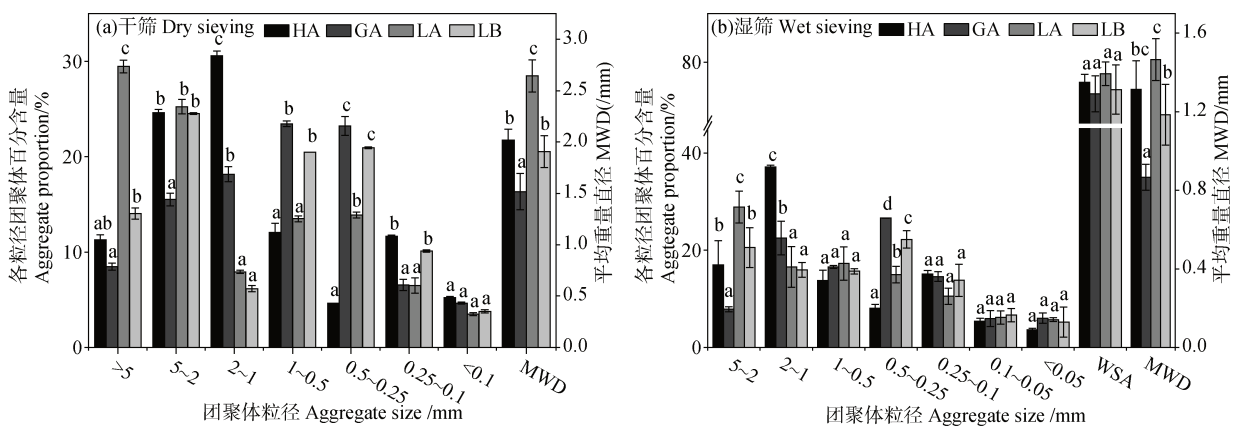 (a)干筛 Dry sieving HA GA LA LB
各粒径团聚体百分含量
Aggregate proportion/%
30
20
10
0
ab a c b
b a b b
c b a a
a b a b
a c b c
b a a b
a a a a
b a c b
3.0
2.5
2.0
1.5
1.0
0.5
0.0
平均重量直径 MWD(/mm)
>5 5~2 2~1 1~0.5 0.5~0.25 0.25~0.1 <0.1 MWD
团聚体粒径 Aggregate size /mm
(b)湿筛 Wet sieving HA GA LA LB
各粒径团聚体百分含量
Aggtegate proportion/%
80
40
20
0
b a c b
c b a a
a a a a
a d b c
a a a a
a a a a
a a a a
a a a a
bc a c b
1.6
1.2
0.8
0.4
0.0
平均重量直径 MWD/mm
5~2 2~1 1~0.5 0.5~0.25 0.25~0.1 0.1~0.05 <0.05 WSA MWD
团聚体粒径 Aggregate size /mm